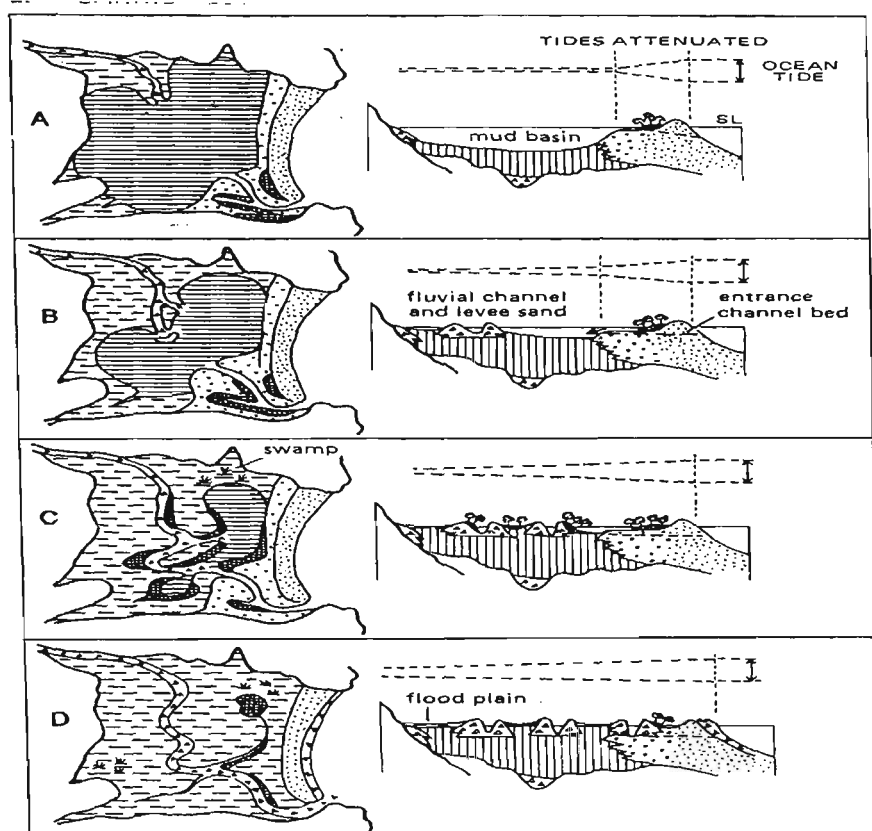 TIDES ATTENUATED
OCEAN
TIDE
A
SL
mud basin
B
fluvial channel
and levee sand
entrance
channel bed
swamp
C
D
flood plain